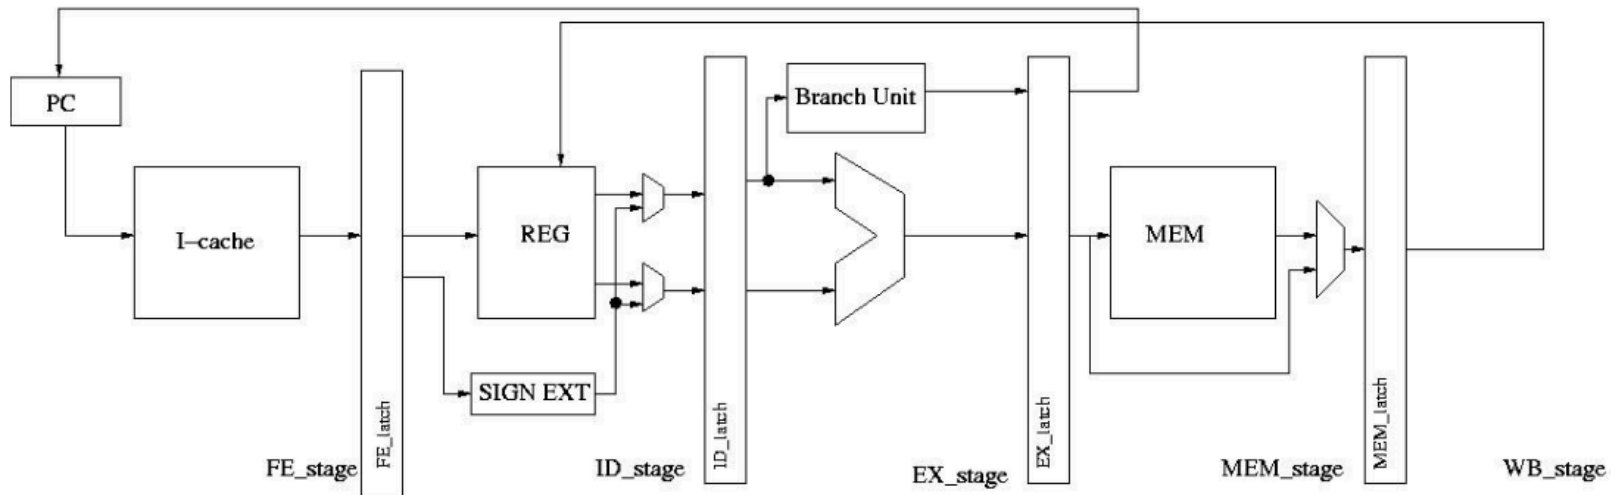 PC
Branch Unit
I–cache
REG
MEM
SIGN EXT
FE_latch
ID_latch
EX_latch
MEM_latch
FE_stage
ID_stage
EX_stage
MEM_stage
WB_stage